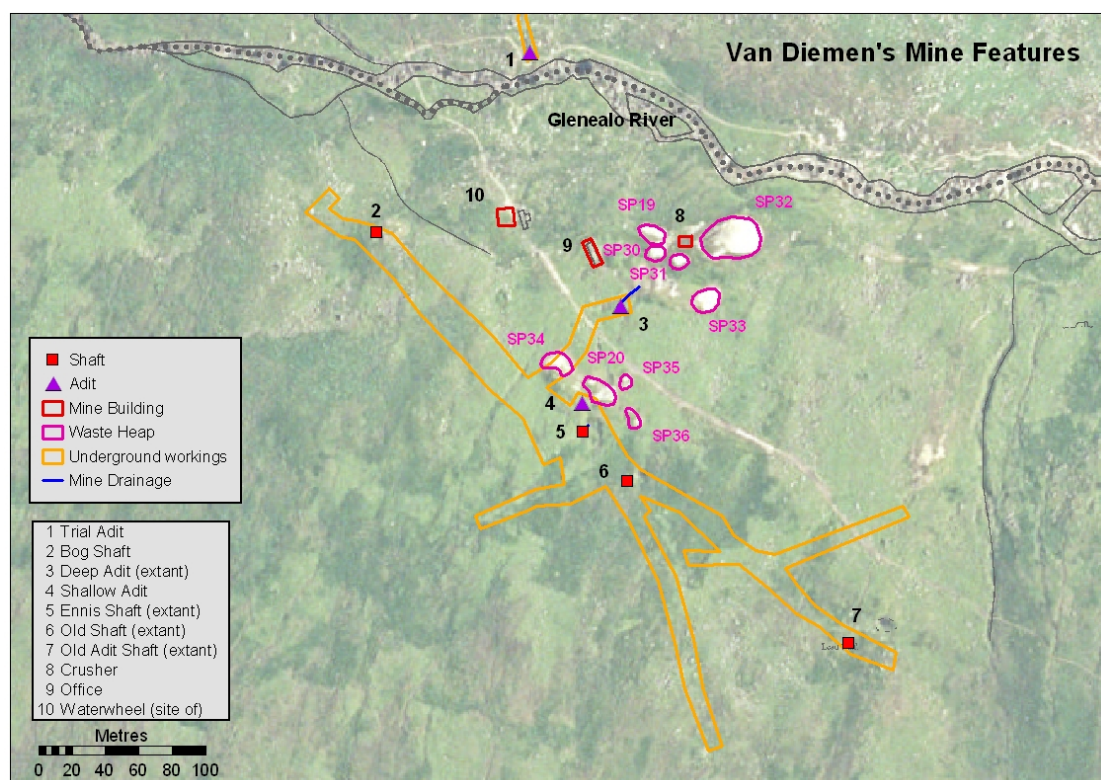 Van Diemen's Mine Features
1
Glenealo River
10
2
SP19
8
SP32
9
SP30
SP31
3
SP33
SP34
SP20
SP35
4
5
SP36
6
7
Shaft
Adit
Mine Building
Waste Heap
Underground workings
Mine Drainage
1 Trial Adit
2 Bog Shaft
3 Deep Adit (extant)
4 Shallow Adit
5 Ennis Shaft (extant)
6 Old Shaft (extant)
7 Old Adit Shaft (extant)
8 Crusher
9 Office
10 Waterwheel (site of)
Metres
0 20 40 60 80 100